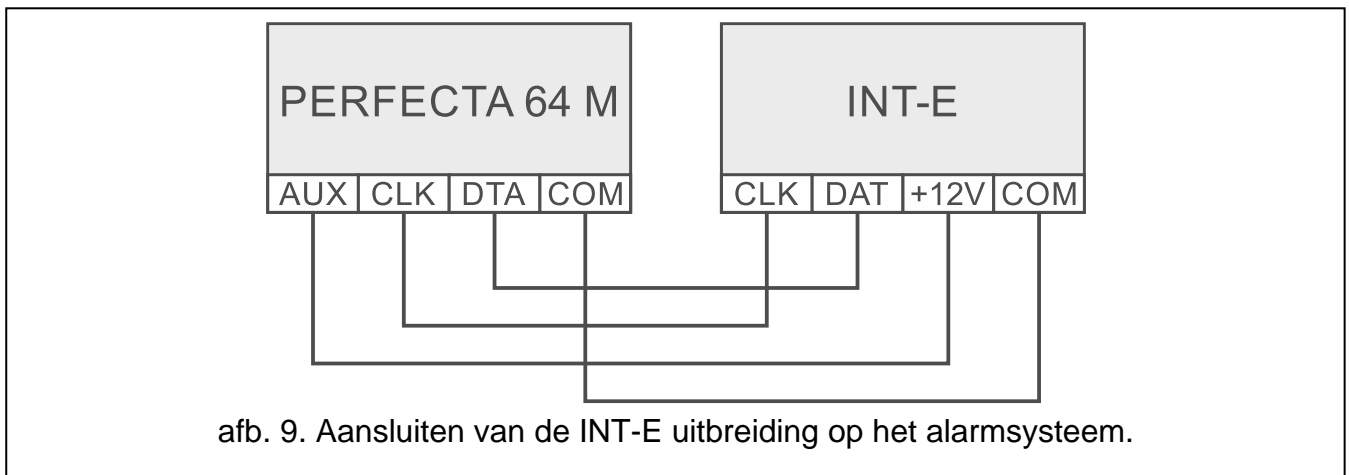 PERFECTA 64 M
INT-E
AUX CLK DTA COM
CLK DAT +12V COM
afb. 9. Aansluiten van de INT-E uitbreiding op het alarmsysteem.